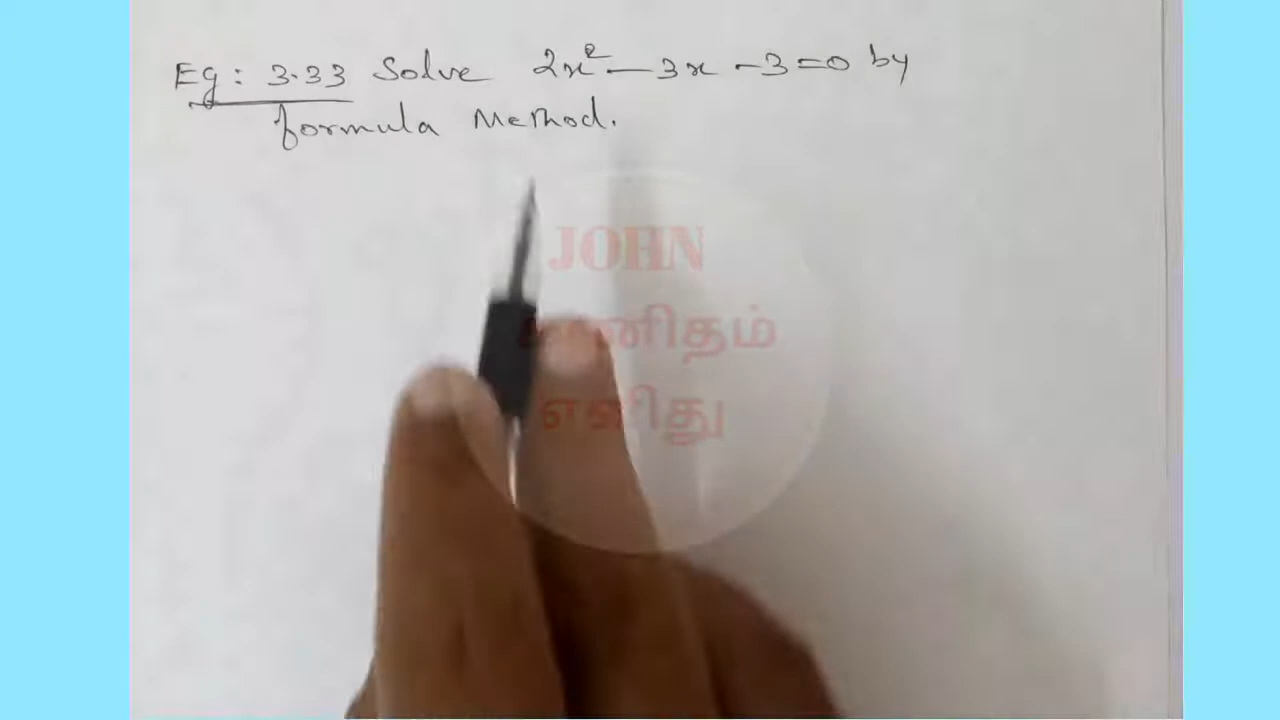 Eg: 3.33 Solve 2x² - 3x - 3 = 0 by
formula Method.
JOHN
கணிதம்
எளிது